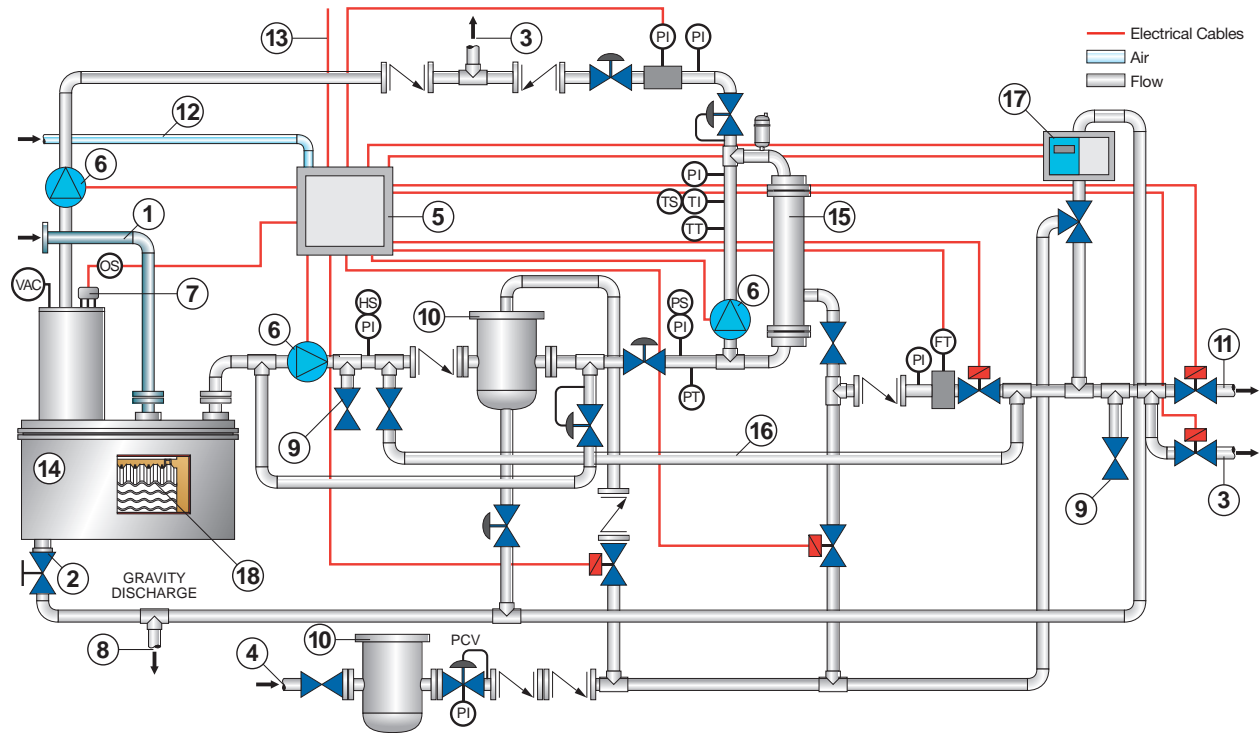 13
3
PI
PI
Electrical Cables
Air
Flow
12
17
6
PI
TS
TI
TT
5
15
1
OS
VAC
7
HS
PI
10
PS
PI
6
6
PI
FT
11
PT
9
16
14
3
9
18
2
GRAVITY
DISCHARGE
10
PCV
8
4
PI